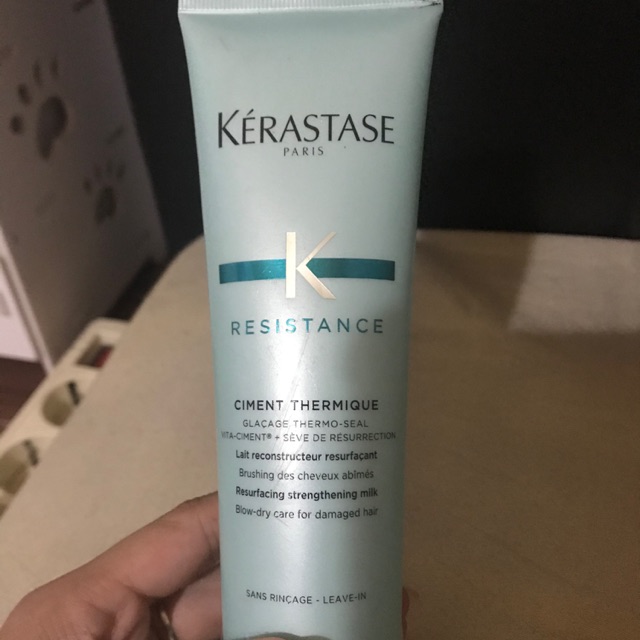 KÉRASTASE
PARIS
K
RESISTANCE
CIMENT THERMIQUE
GLAÇAGE THERMO-SEAL
VITA-CIMENT® + SÈVE DE RÉSURRECTION
Lait reconstructeur resurfaçant
Brushing des cheveux abîmés
Resurfacing strengthening milk
Blow-dry care for damaged hair
SANS RINÇAGE - LEAVE-IN